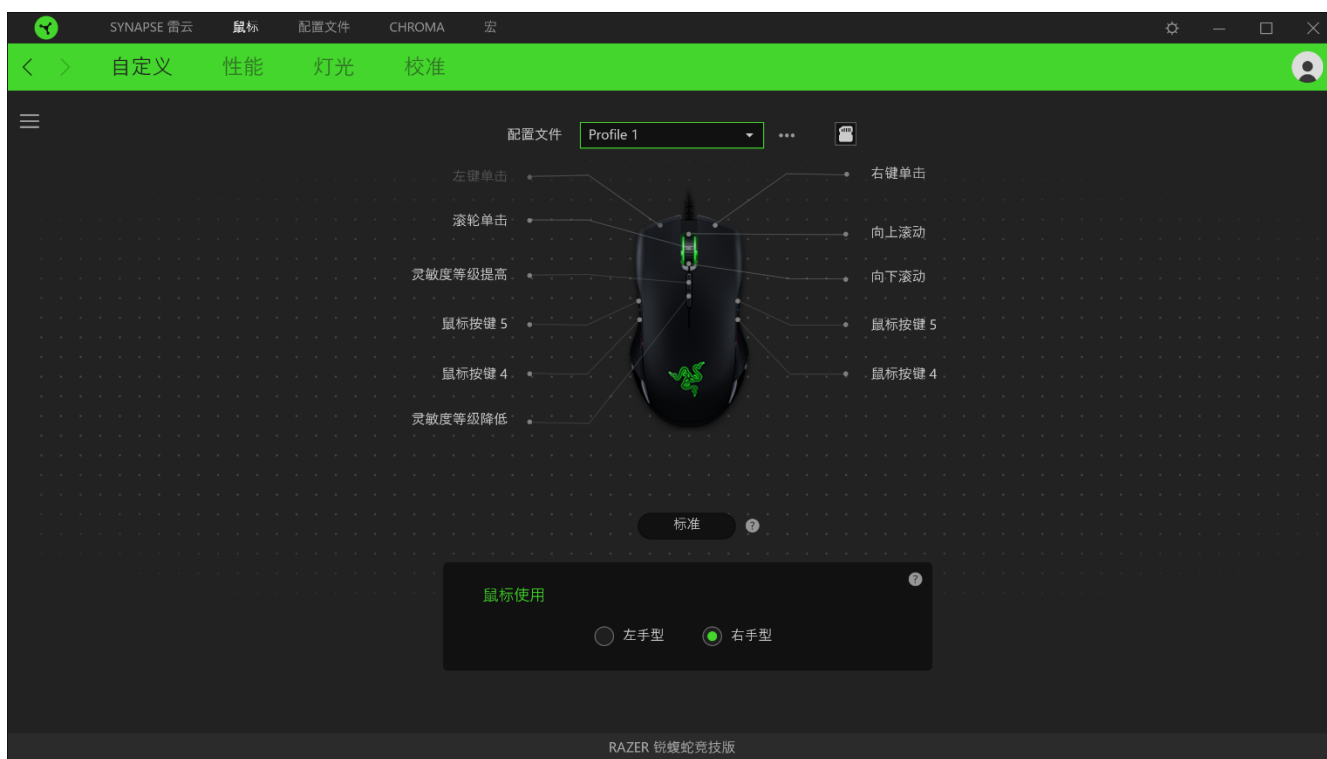 SYNAPSE 雷云 鼠标 配置文件 CHROMA 宏
自定义 性能 灯光 校准
配置文件 Profile 1
左键单击 右键单击
滚轮单击
向上滚动
灵敏度等级提高
向下滚动
鼠标按键 5 鼠标按键 5
鼠标按键 4 鼠标按键 4
灵敏度等级降低
标准 ?
?
鼠标使用
左手型 右手型
RAZER 锐蝮蛇竞技版